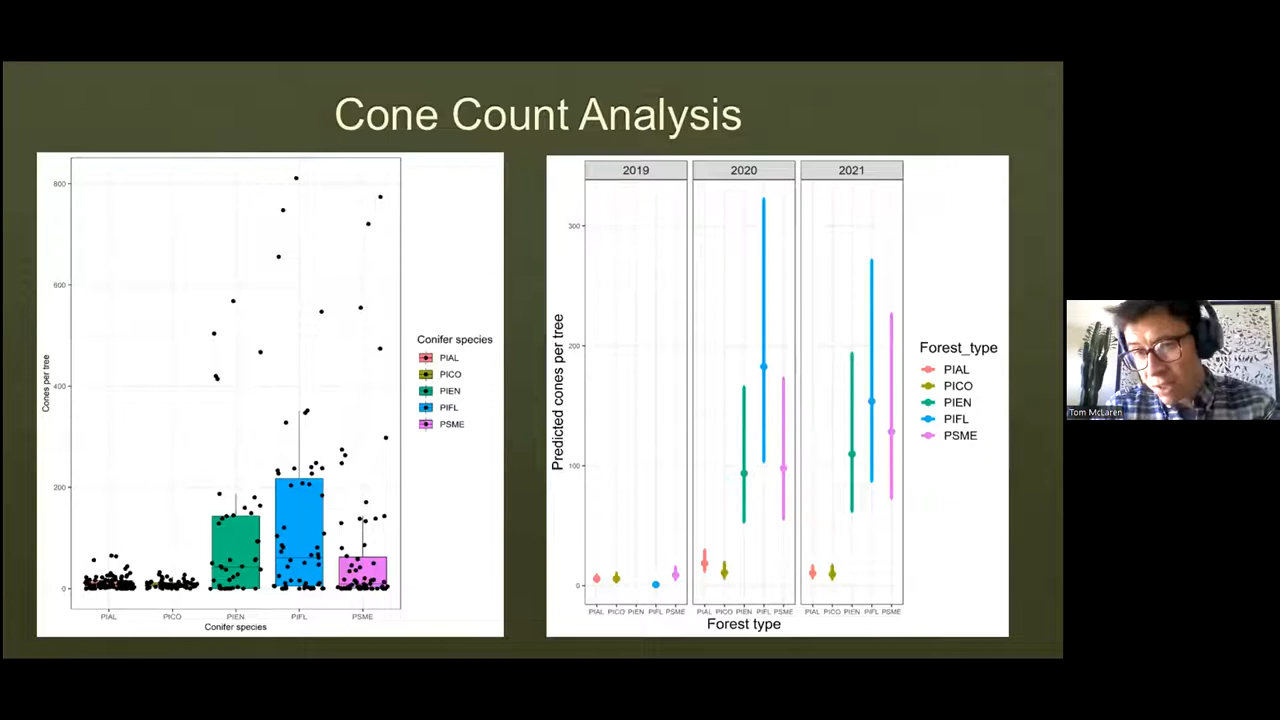 Cone Count Analysis
800
600
400
200
0
Cones per tree
PIAL PICO PIEN PIFL PSME
Conifer species
Conifer species
PIAL
PICO
PIEN
PIFL
PSME
2019 2020 2021
300
200
100
0
Predicted cones per tree
PIAL PICO PIEN PIFL PSME PIAL PICO PIEN PIFL PSME PIAL PICO PIEN PIFL PSME
Forest type
Forest_type
PIAL
PICO
PIEN
PIFL
PSME
Tom McLaren